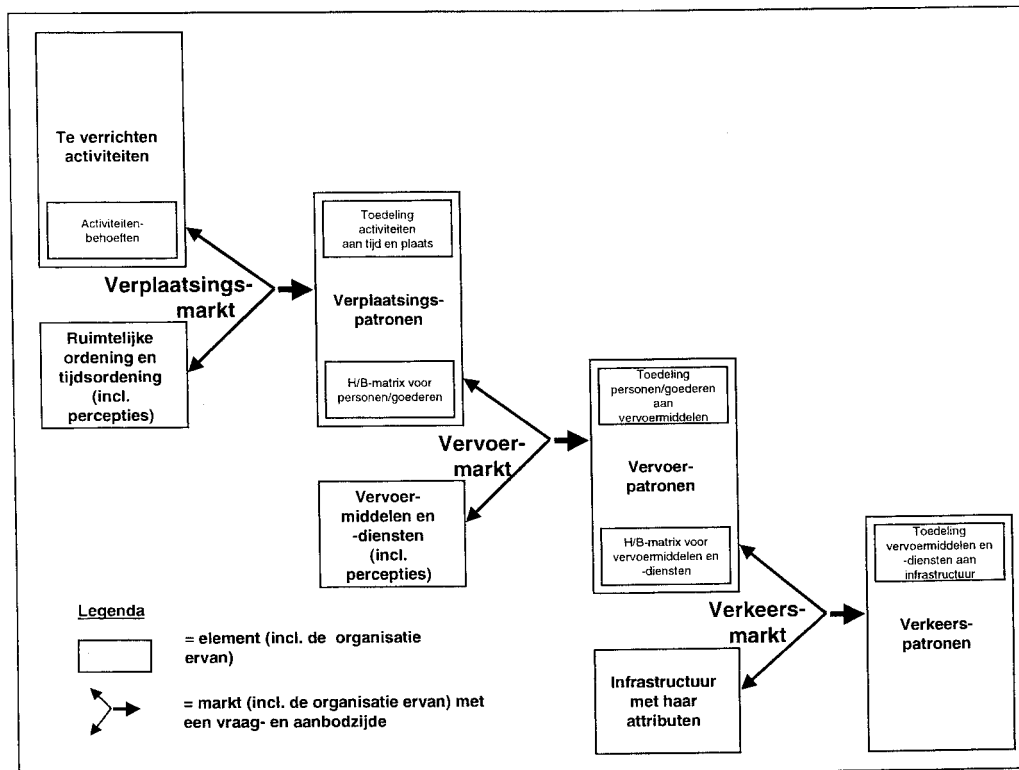 Te verrichten
activiteiten
Activiteiten-
behoeften
Verplaatsings-
markt
Ruimtelijke
ordening en
tijdsordening
(incl.
percepties)
Toedeling
activiteiten
aan tijd en plaats
Verplaatsings-
patronen
H/B-matrix voor
personen/goederen
Vervoer-
markt
Vervoer-
middelen en
-diensten
(incl.
percepties)
Toedeling
personen/goederen
aan
vervoermiddelen
Vervoer-
patronen
H/B-matrix voor
vervoermiddelen en
-diensten
Verkeers-
markt
Infrastructuur
met haar
attributen
Toedeling
vervoermiddelen en
-diensten aan
infrastructuur
Verkeers-
patronen
Legenda
= element (incl. de organisatie
ervan)
= markt (incl. de organisatie ervan) met
een vraag- en aanbodzijde